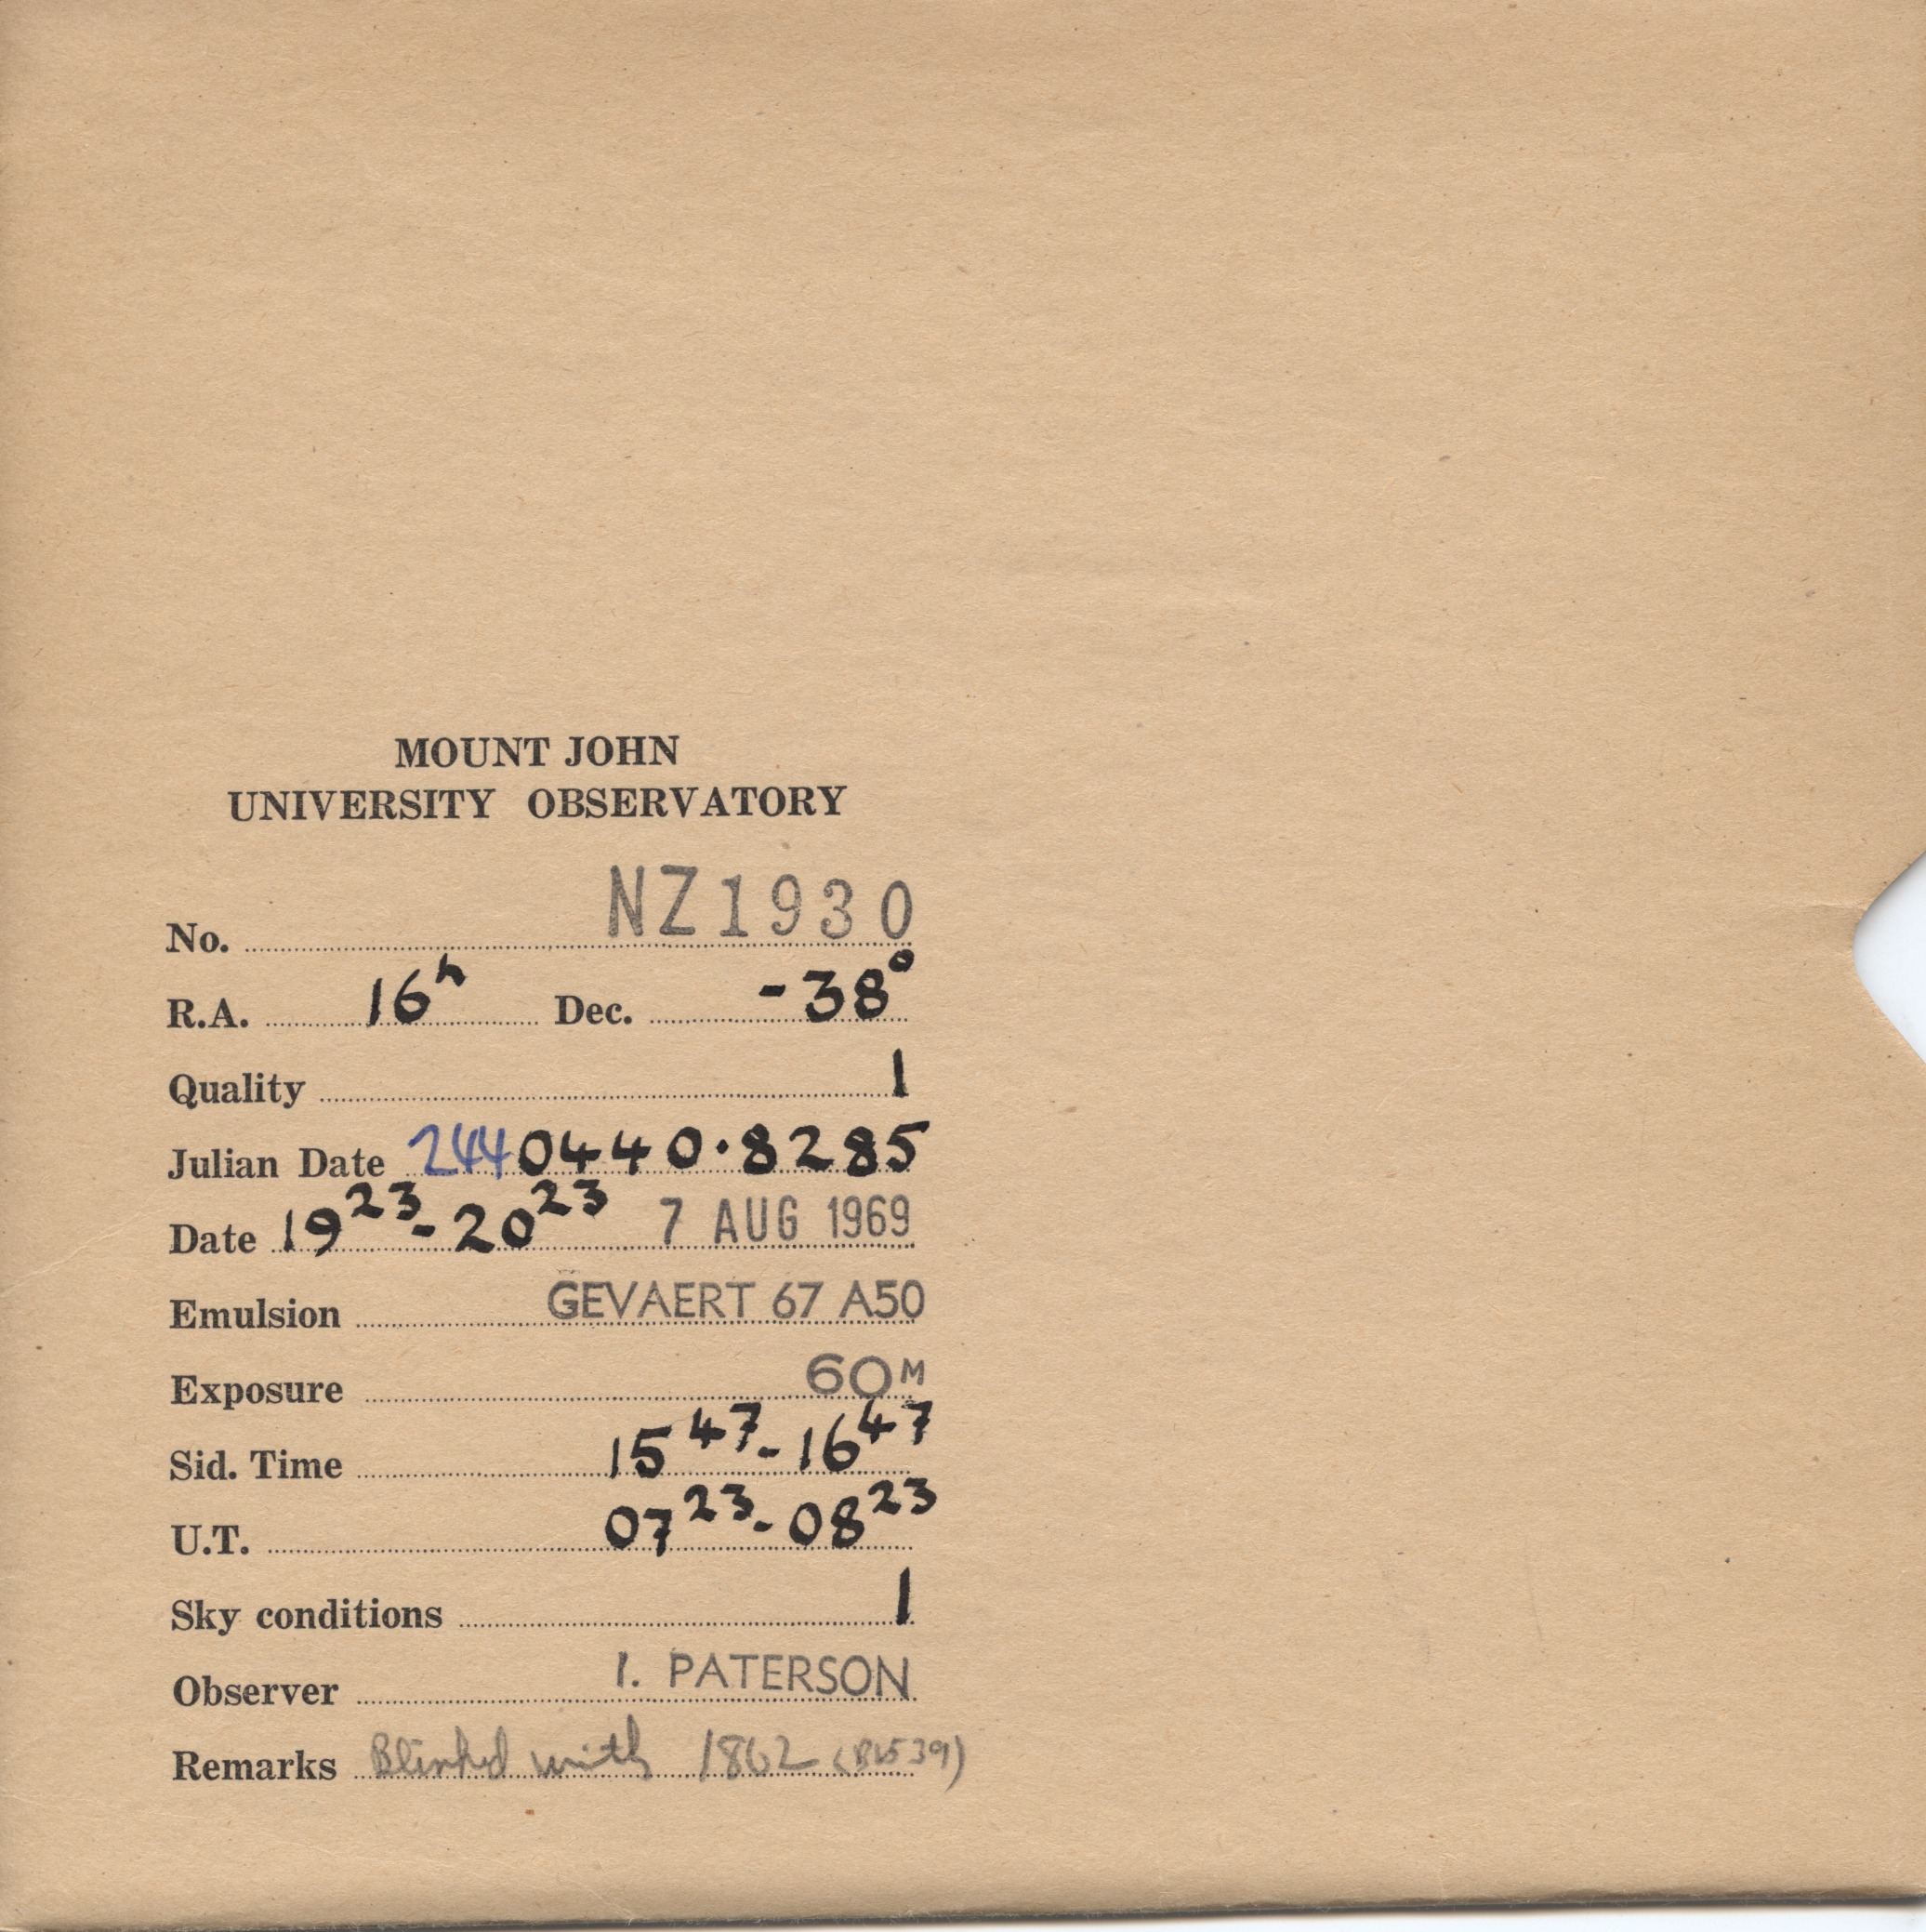 MOUNT JOHN
UNIVERSITY OBSERVATORY
No. NZ1930
R.A. 16ʰ Dec. -38°
Quality 1
Julian Date 2440440.8285
Date 19²³-20²³ 7 AUG 1969
Emulsion GEVAERT 67 A50
Exposure 60ᴹ
Sid. Time 15⁴⁷-16⁴⁷
U.T. 07²³-08²³
Sky conditions 1
Observer I. PATERSON
Remarks Blinked with 1862